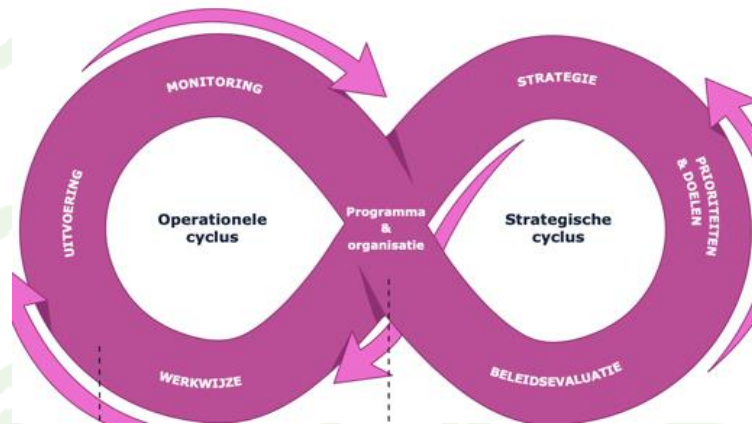 MONITORING
STRATEGIE
UITVOERING
Operationele
cyclus
Programma
&
organisatie
Strategische
cyclus
PRIORITEITEN
& DOELEN
WERKWIJZE
BELEIDSEVALUATIE